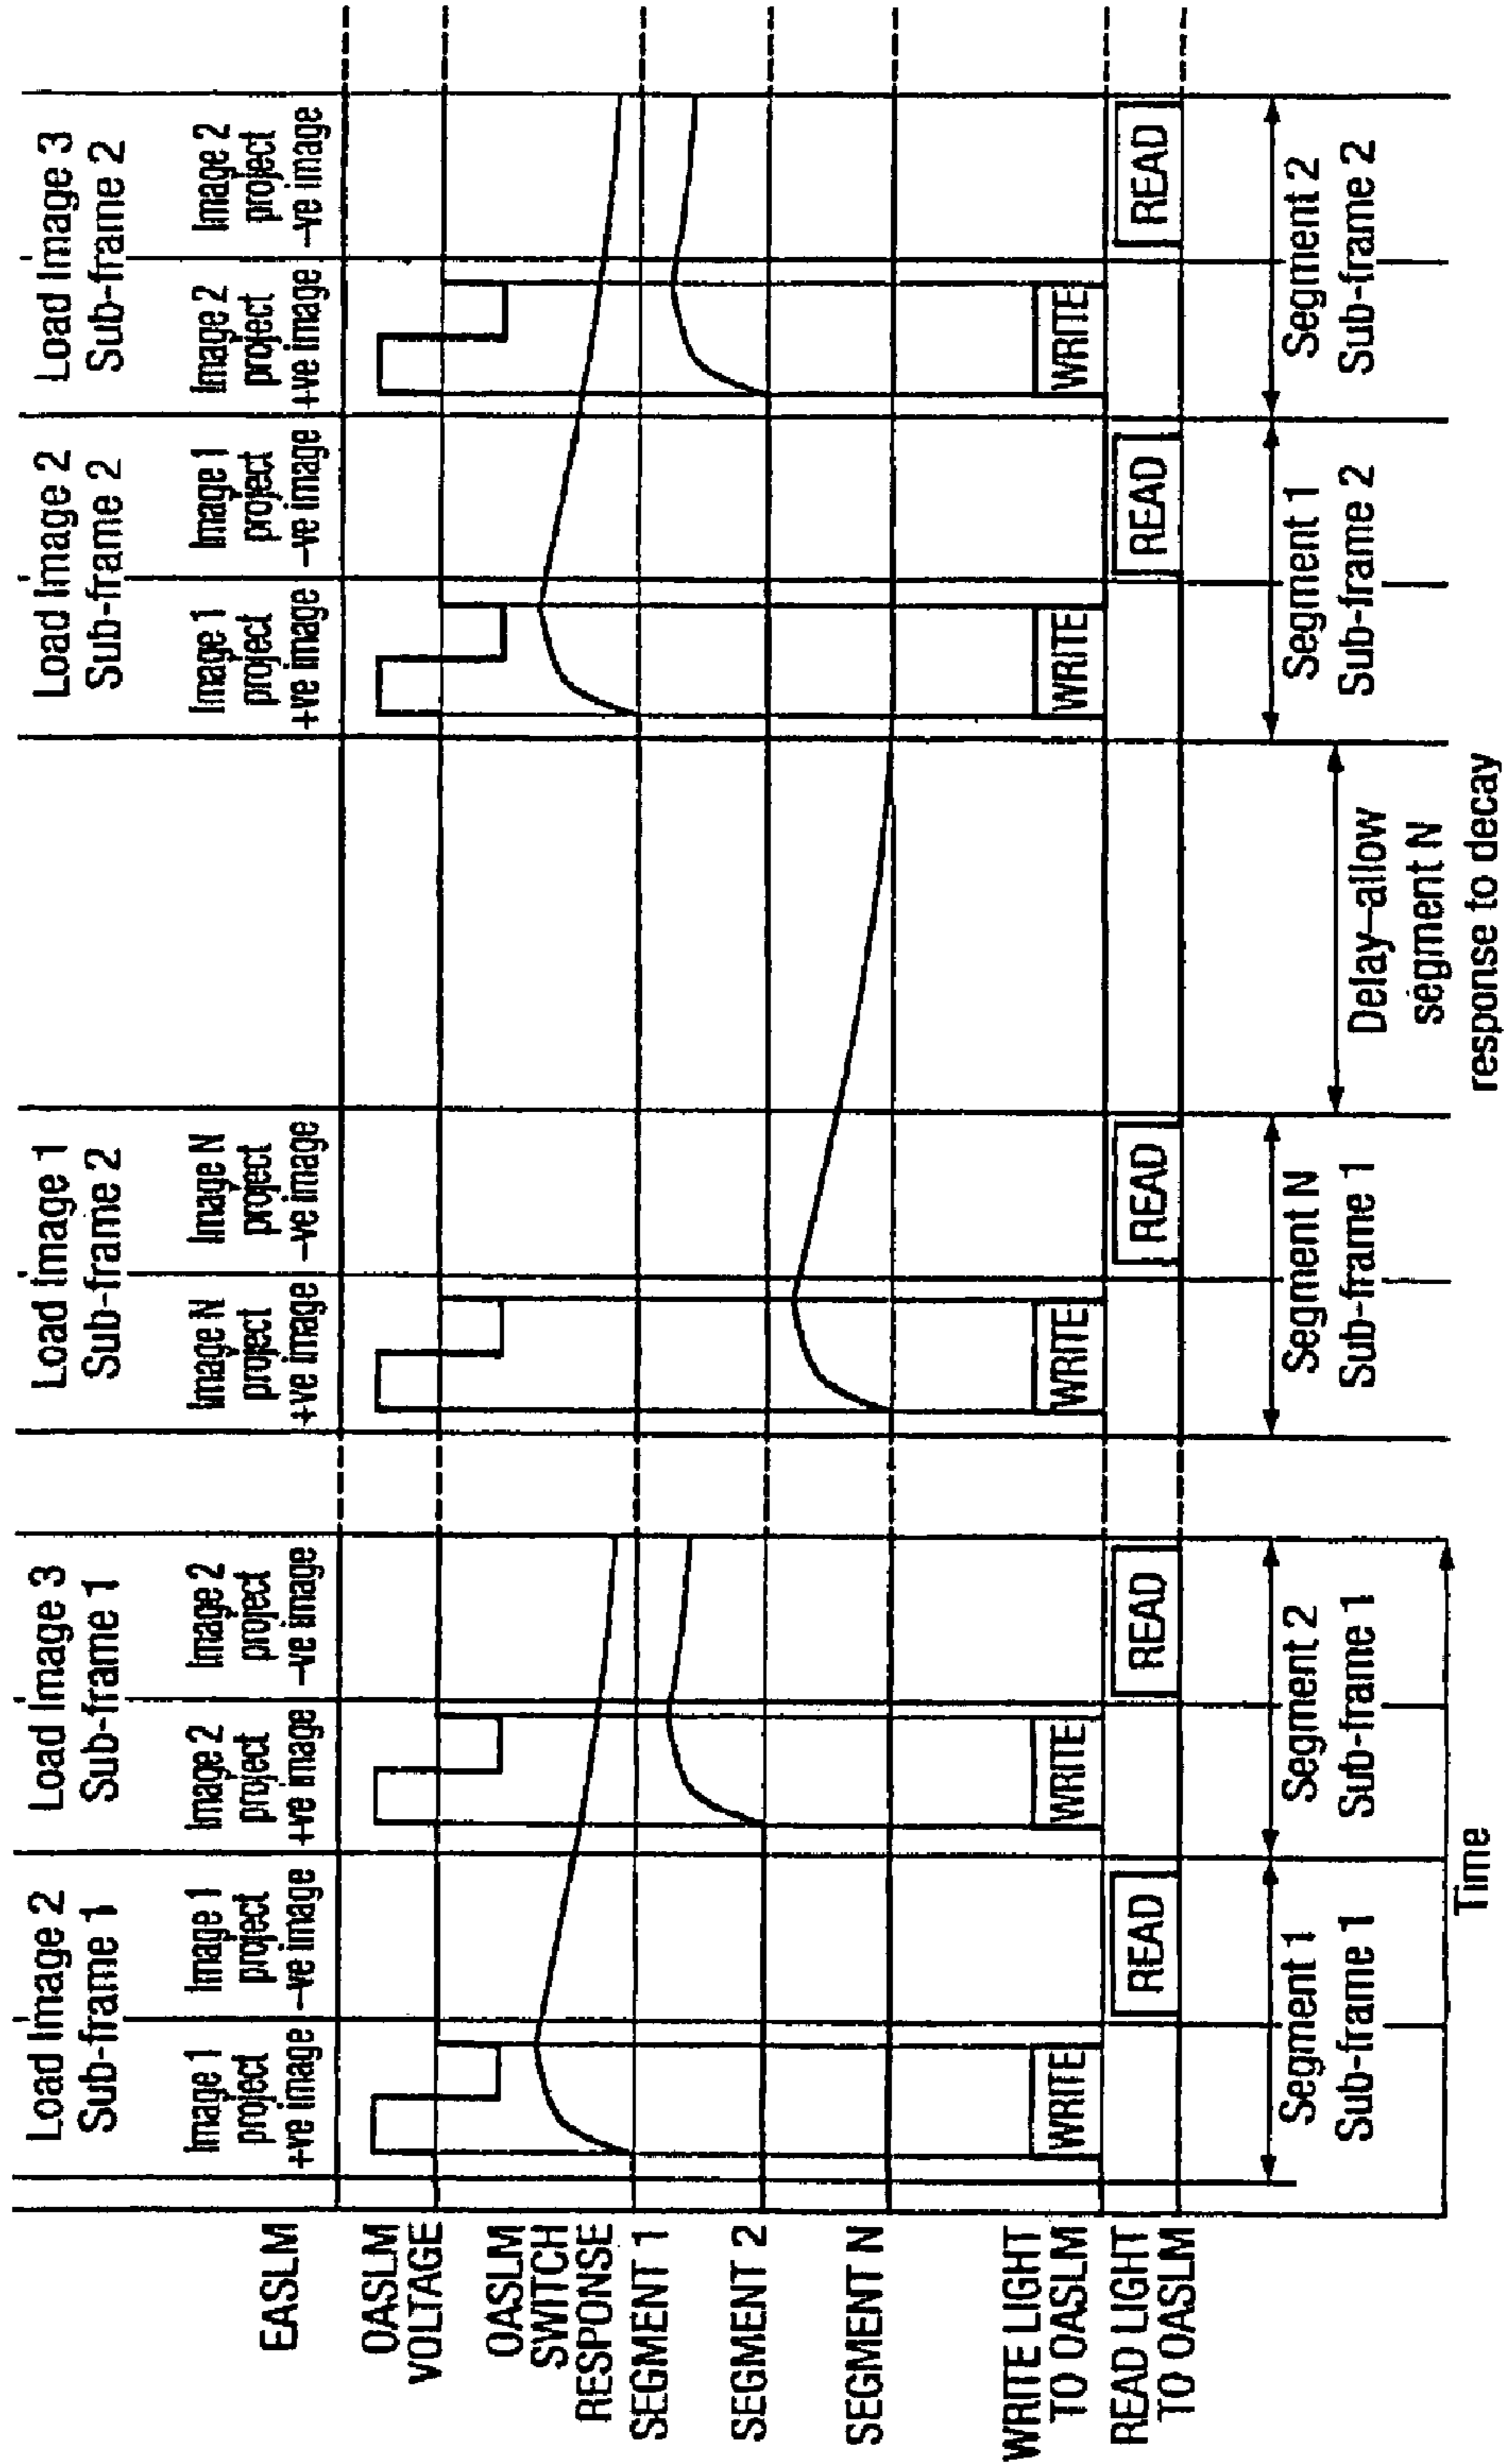 Load Image 2
Sub-frame 1
Load Image 3
Sub-frame 1
Load Image 1
Sub-frame 2
Load Image 2
Sub-frame 2
Load Image 3
Sub-frame 2
EASLM
Image 1
project
+ve image
Image 1
project
-ve image
Image 2
project
+ve image
Image 2
project
-ve image
Image N
project
+ve image
Image N
project
-ve image
Image 1
project
+ve image
Image 1
project
-ve image
Image 2
project
+ve image
Image 2
project
-ve image
OASLM
VOLTAGE
OASLM
SWITCH
RESPONSE
SEGMENT 1
SEGMENT 2
SEGMENT N
WRITE LIGHT
TO OASLM
WRITE
WRITE
WRITE
WRITE
WRITE
READ LIGHT
TO OASLM
READ
READ
READ
READ
READ
Segment 1
Sub-frame 1
Segment 2
Sub-frame 1
Segment N
Sub-frame 1
Delay–allow
segment N
response to decay
Segment 1
Sub-frame 2
Segment 2
Sub-frame 2
Time